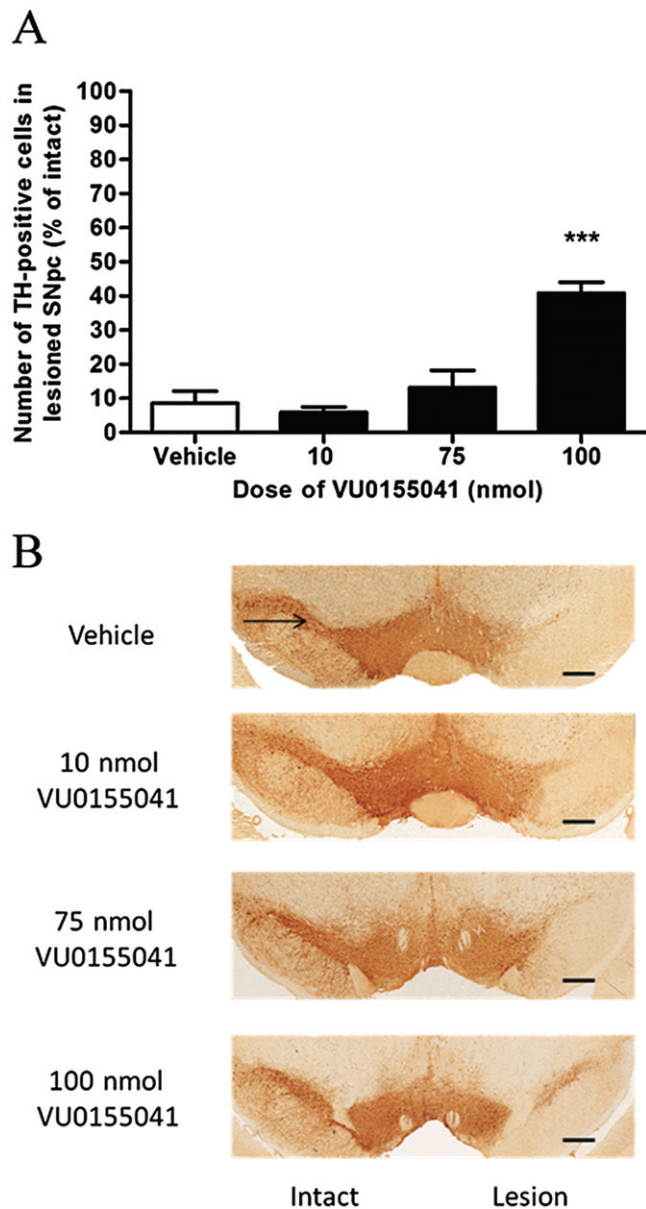 A
Number of TH-positive cells in
lesioned SNpc (% of intact)
100
90
80
70
60
50
40
30
20
10
0
***
Vehicle
10
75
100
Dose of VU0155041 (nmol)
B
Vehicle
10 nmol
VU0155041
75 nmol
VU0155041
100 nmol
VU0155041
Intact
Lesion